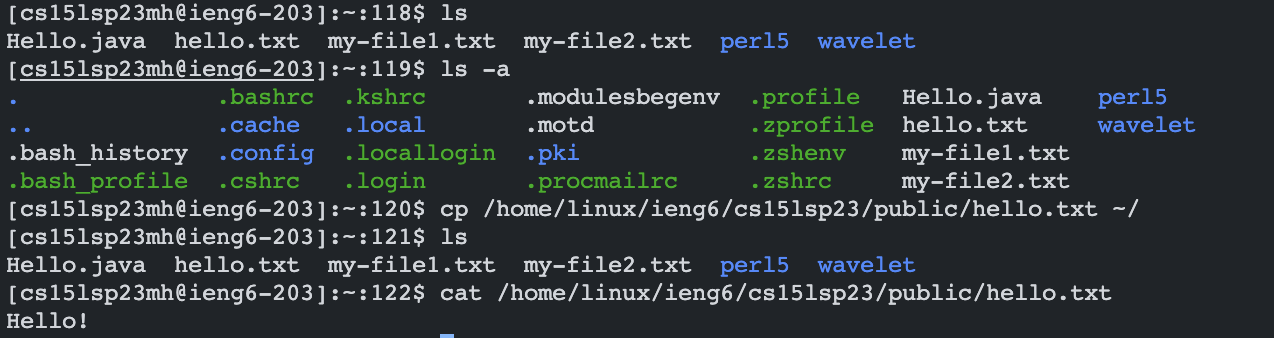 [cs15lsp23mh@ieng6-203]:~:118$ ls
Hello.java  hello.txt  my-file1.txt  my-file2.txt  perl5  wavelet
[cs15lsp23mh@ieng6-203]:~:119$ ls -a
.              .bashrc  .kshrc       .modulesbegenv  .profile   Hello.java    perl5
..             .cache   .local       .motd           .zprofile  hello.txt     wavelet
.bash_history  .config  .locallogin  .pki            .zshenv    my-file1.txt
.bash_profile  .cshrc   .login       .procmailrc     .zshrc     my-file2.txt
[cs15lsp23mh@ieng6-203]:~:120$ cp /home/linux/ieng6/cs15lsp23/public/hello.txt ~/
[cs15lsp23mh@ieng6-203]:~:121$ ls
Hello.java  hello.txt  my-file1.txt  my-file2.txt  perl5  wavelet
[cs15lsp23mh@ieng6-203]:~:122$ cat /home/linux/ieng6/cs15lsp23/public/hello.txt
Hello!